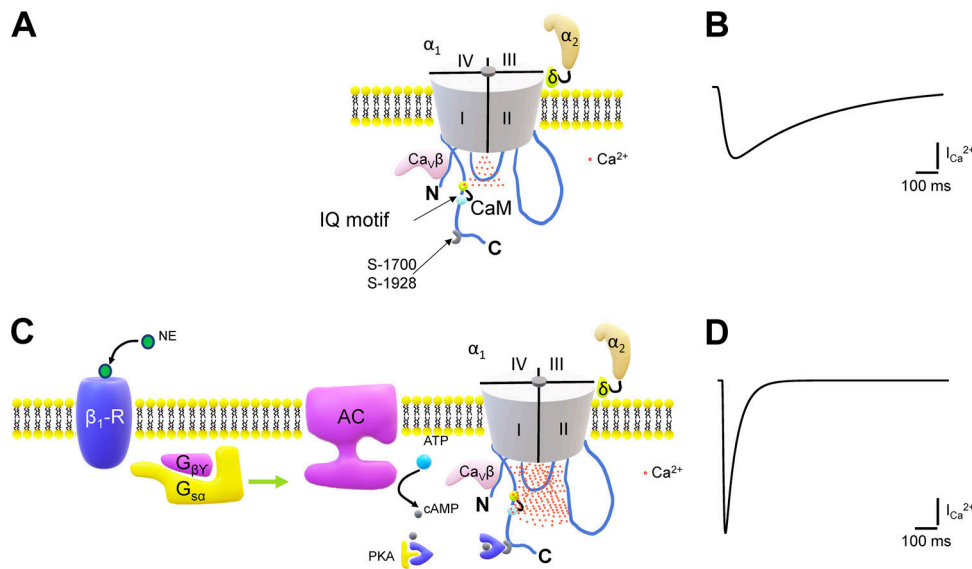 A
α1
IV
III
α2
δ
I
II
CaVβ
Ca2+
N
CaM
IQ motif
C
S-1700
S-1928
B
ICa2+
100 ms
C
NE
β1-R
GβY
Gsα
AC
ATP
cAMP
PKA
α1
IV
III
α2
δ
I
II
CaVβ
Ca2+
N
C
D
ICa2+
100 ms